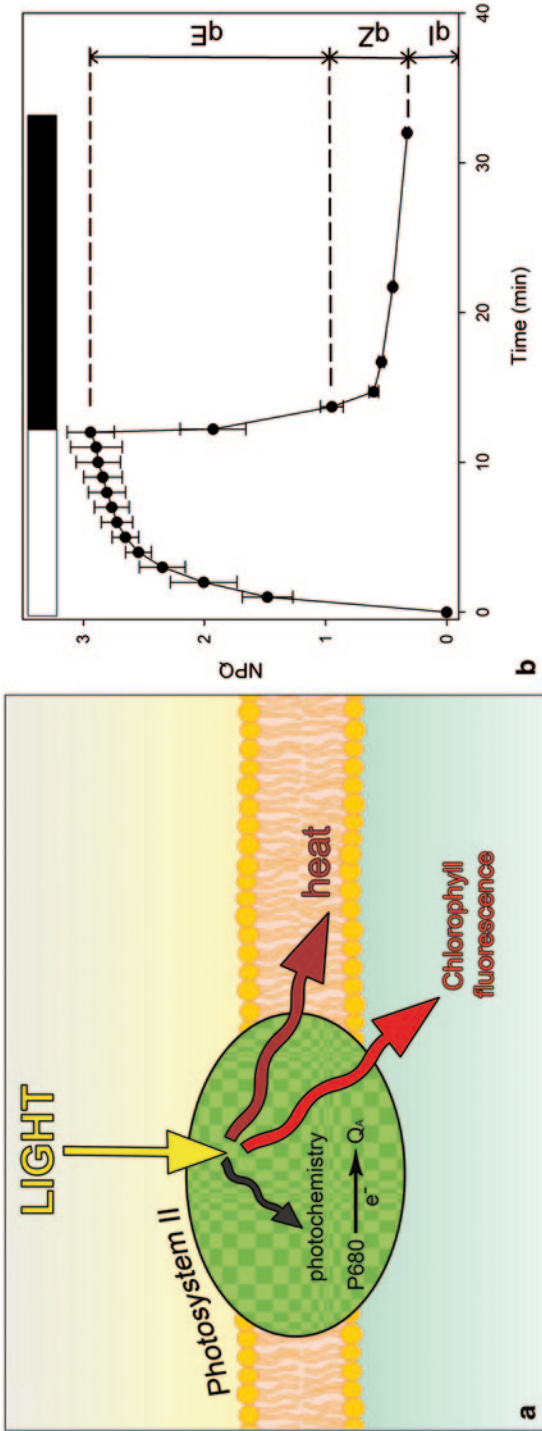 LIGHT
Photosystem II
photochemistry
P680
e-
QA
heat
Chlorophyll
fluorescence
a
NPQ
3
2
1
0
0
10
20
30
40
Time (min)
qE
qZ
qI
b